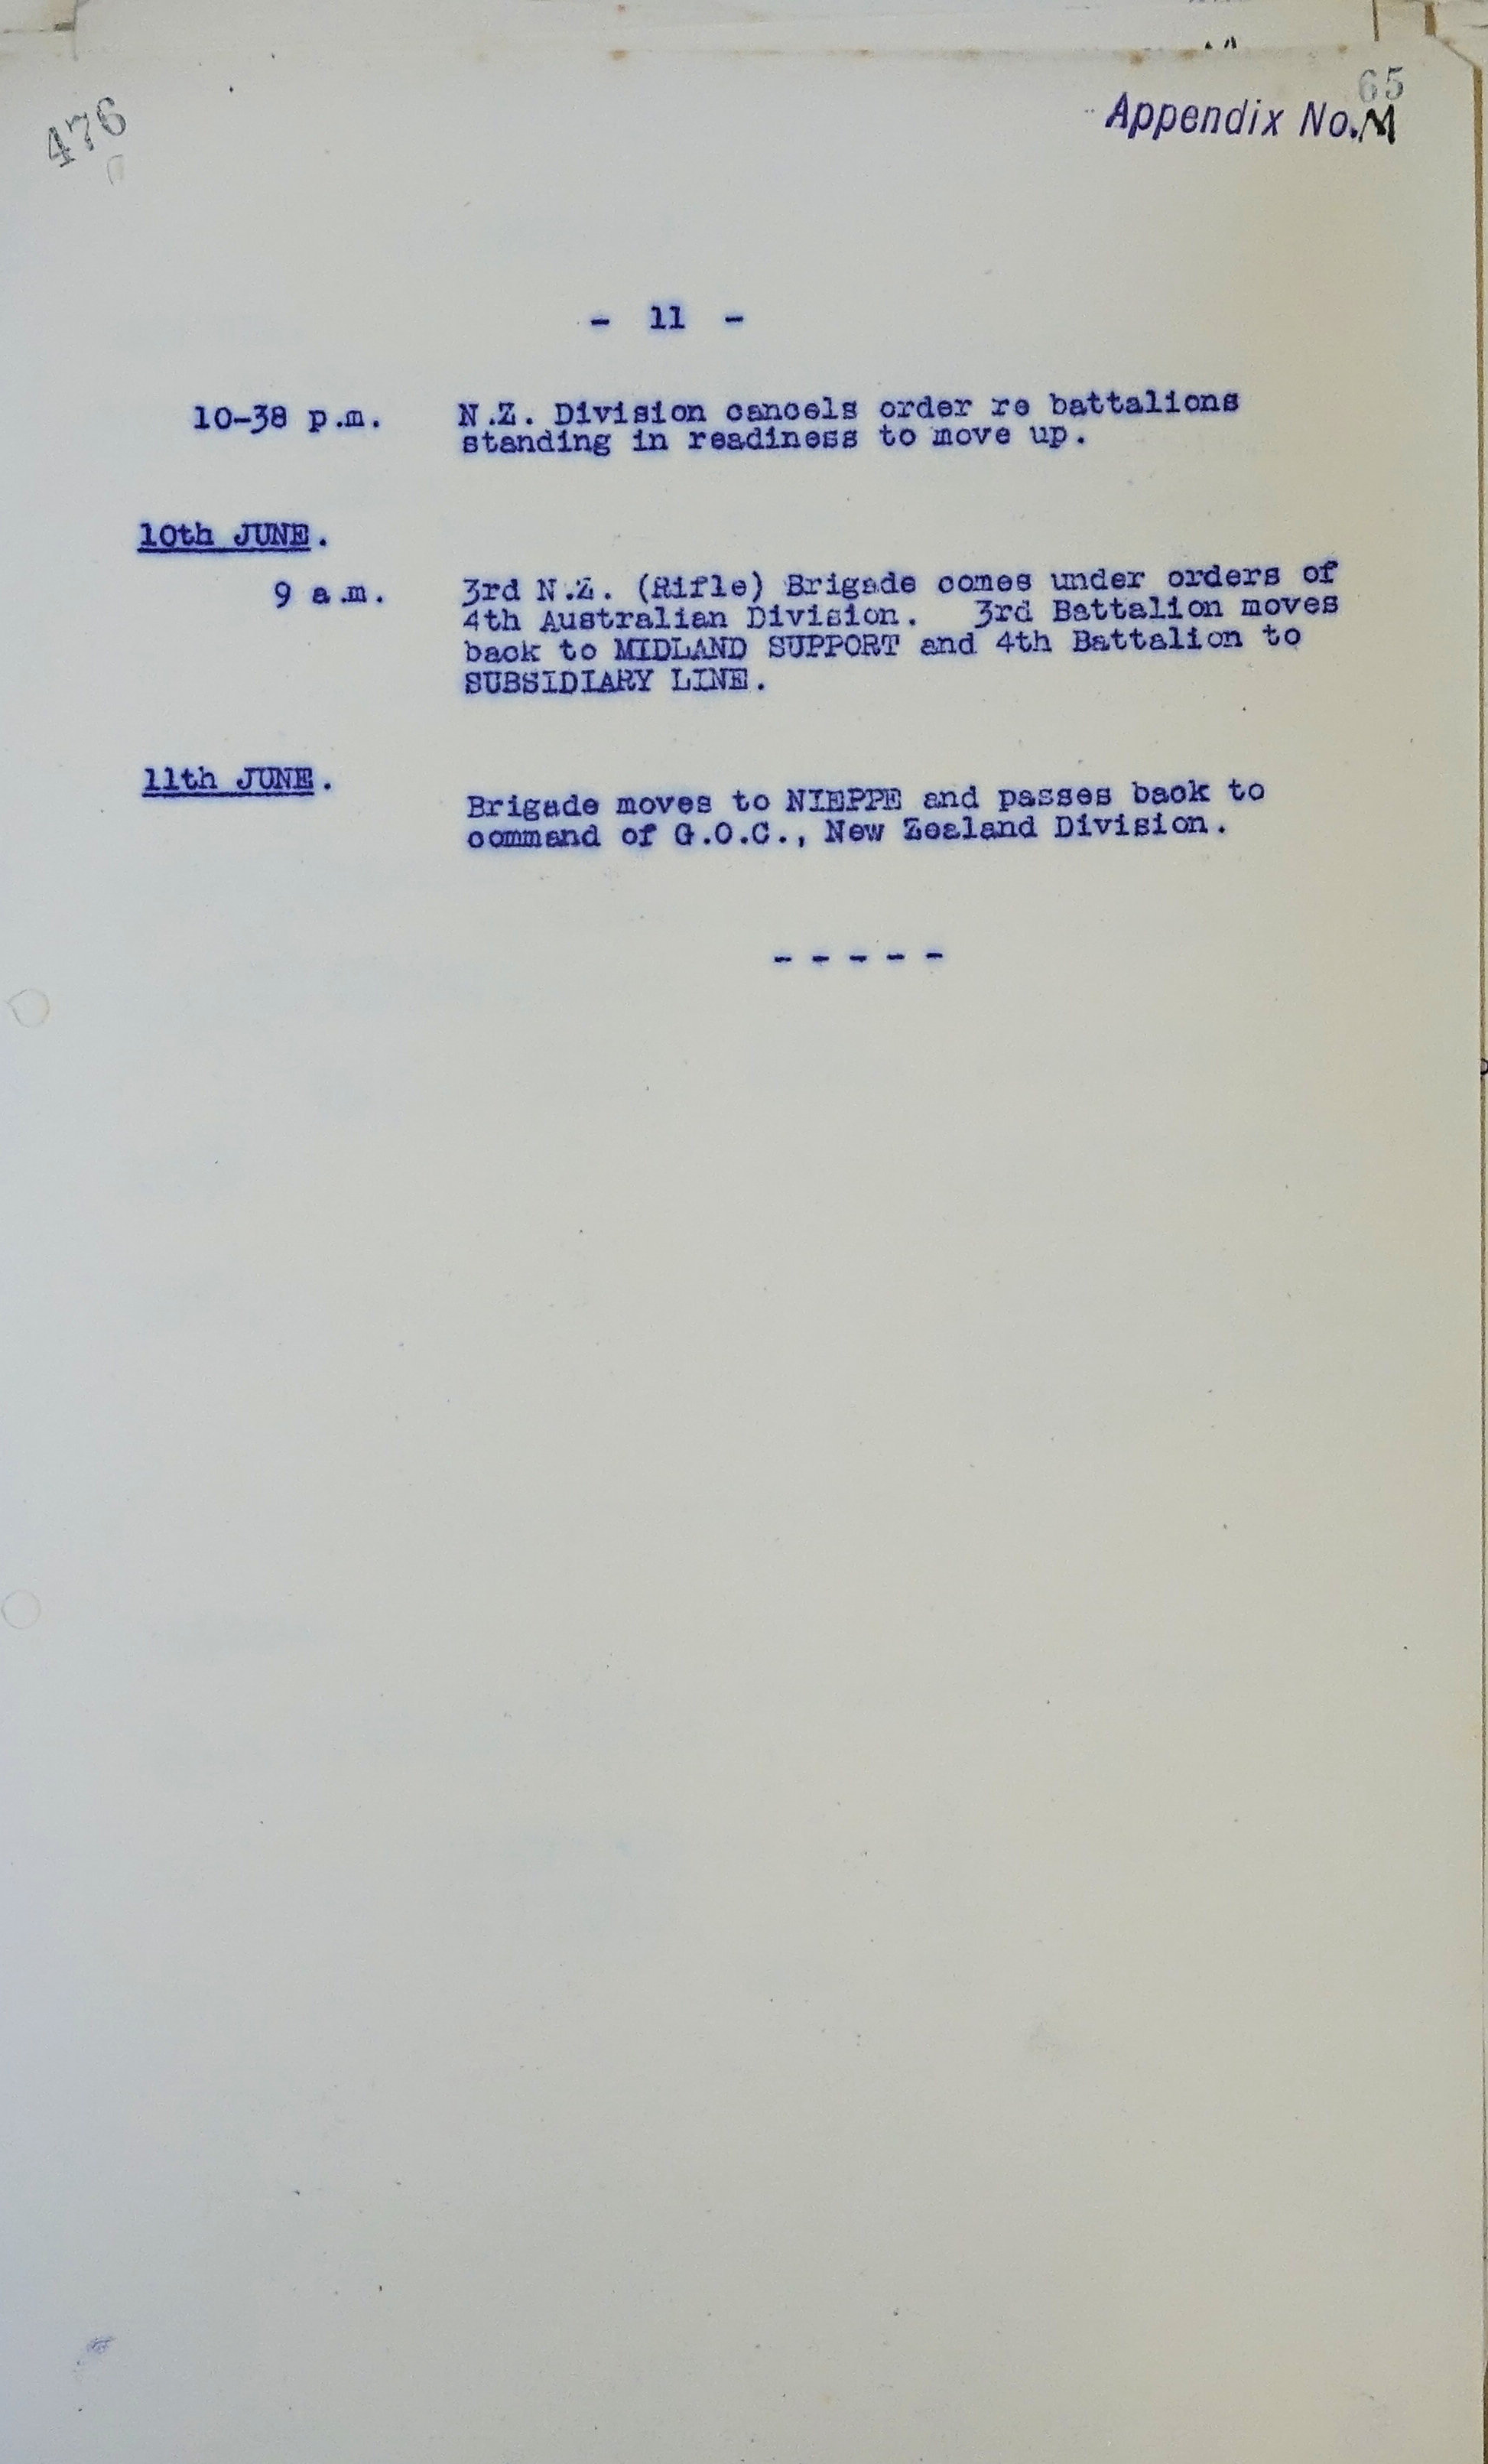 476
65
Appendix No. M
- 11 -
10-38 p.m. N.Z. Division cancels order re battalions
standing in readiness to move up.
10th JUNE.
9 a.m. 3rd N.Z. (Rifle) Brigade comes under orders of
4th Australian Division. 3rd Battalion moves
back to MIDLAND SUPPORT and 4th Battalion to
SUBSIDIARY LINE.
11th JUNE.
Brigade moves to NIEPPE and passes back to
command of G.O.C., New Zealand Division.
- - - - -